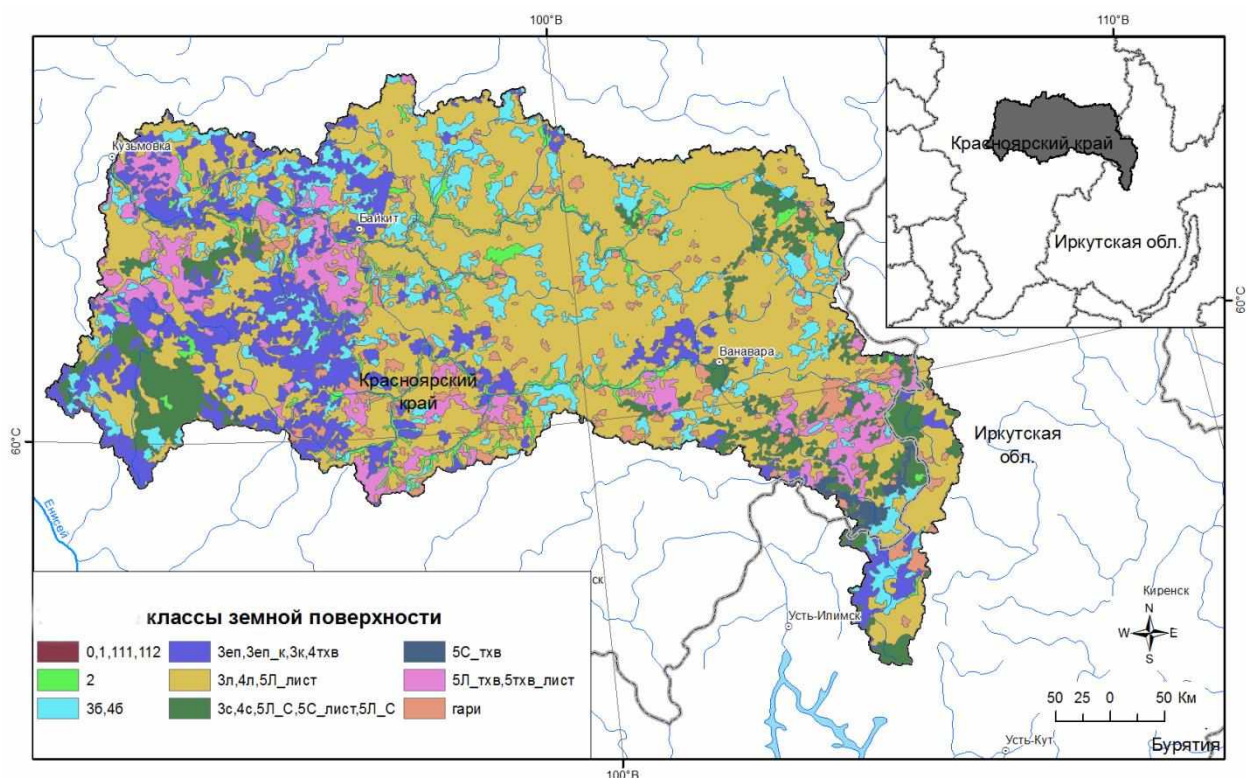 100°В
110°В
Кузьмовка
Байкит
Ванавара
Красноярский
край
Красноярский край
Иркутская обл.
60°С
60°С
Иркутская
обл.
Енисей
ск
Усть-Илимск
Киренск
N
W
E
S
50
25
0
50
Км
Усть-Кут
Бурятия
100°В
классы земной поверхности
0,1,111,112
3еп,3еп_к,3к,4тхв
5С_тхв
2
3л,4л,5Л_лист
5Л_тхв,5тхв_лист
3б,4б
3с,4с,5Л_С,5С_лист,5Л_С
гари